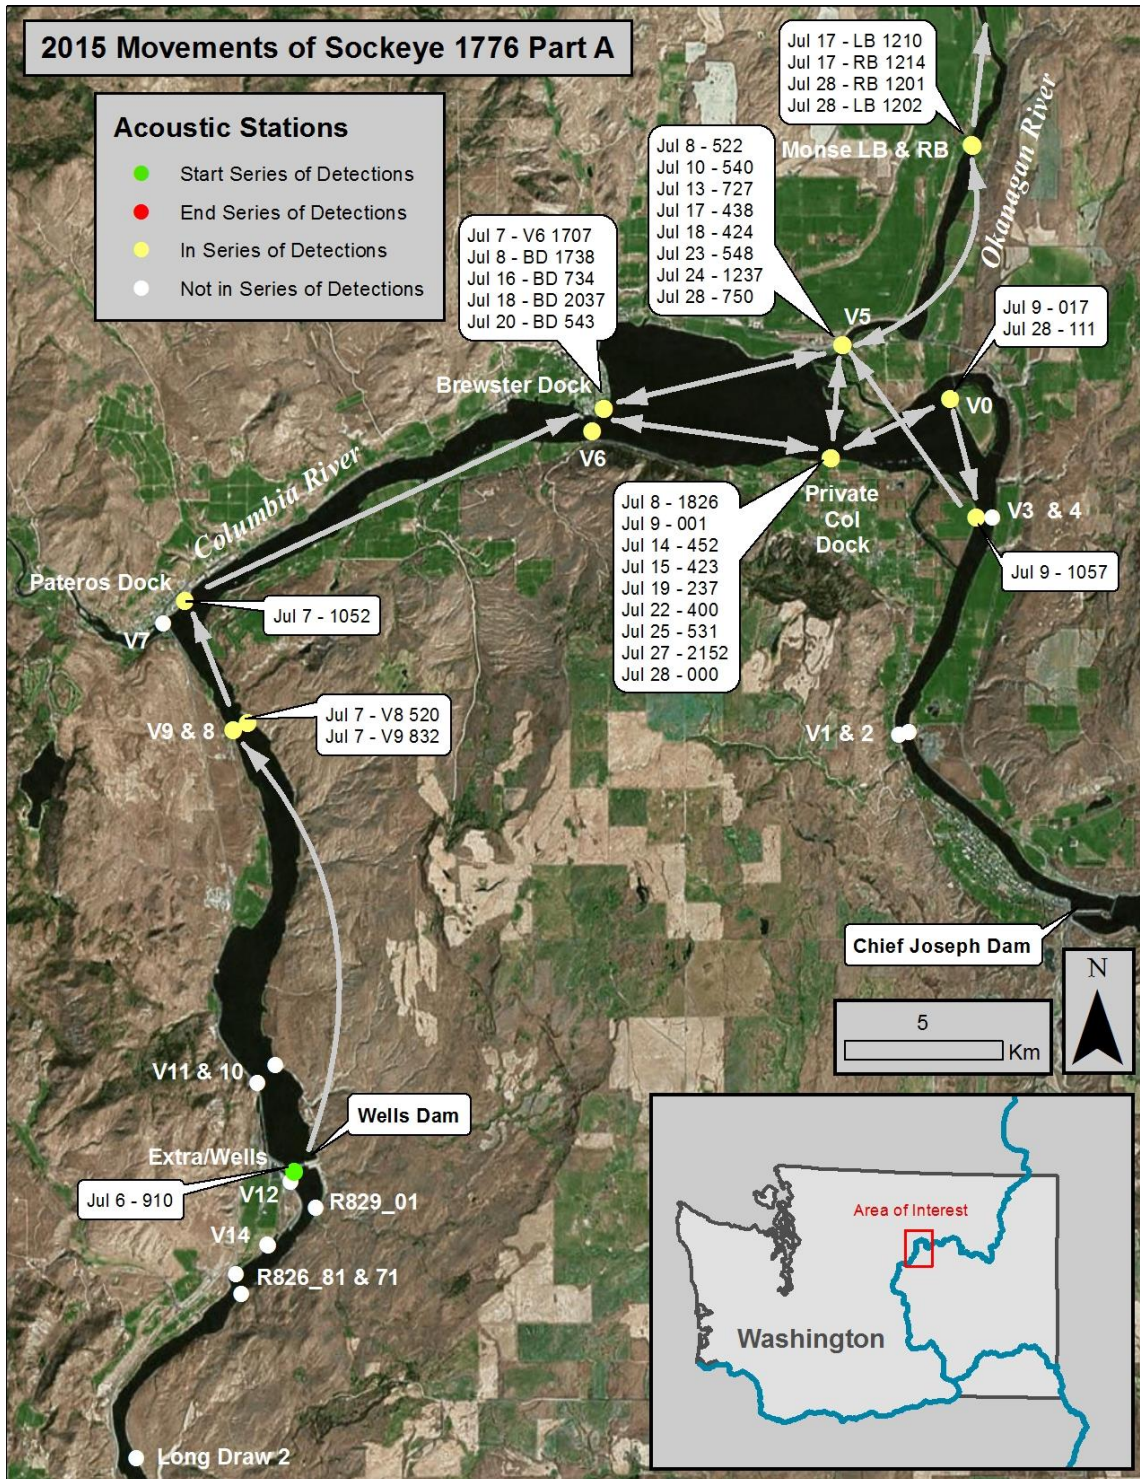 2015 Movements of Sockeye 1776 Part A
Acoustic Stations
Start Series of Detections
End Series of Detections
In Series of Detections
Not in Series of Detections
Jul 17 - LB 1210
Jul 17 - RB 1214
Jul 28 - RB 1201
Jul 28 - LB 1202
Monse LB & RB
Okanagan River
Jul 8 - 522
Jul 10 - 540
Jul 13 - 727
Jul 17 - 438
Jul 18 - 424
Jul 23 - 548
Jul 24 - 1237
Jul 28 - 750
Jul 7 - V6 1707
Jul 8 - BD 1738
Jul 16 - BD 734
Jul 18 - BD 2037
Jul 20 - BD 543
V5
Jul 9 - 017
Jul 28 - 111
Brewster Dock
V0
V6
Columbia River
Private
Col
Dock
Jul 8 - 1826
Jul 9 - 001
Jul 14 - 452
Jul 15 - 423
Jul 19 - 237
Jul 22 - 400
Jul 25 - 531
Jul 27 - 2152
Jul 28 - 000
V3 & 4
Jul 9 - 1057
Pateros Dock
Jul 7 - 1052
V7
V9 & 8
Jul 7 - V8 520
Jul 7 - V9 832
V1 & 2
Chief Joseph Dam
N
5
Km
V11 & 10
Wells Dam
Extra/Wells
Jul 6 - 910
V12
R829_01
V14
R826_81 & 71
Long Draw 2
Area of Interest
Washington